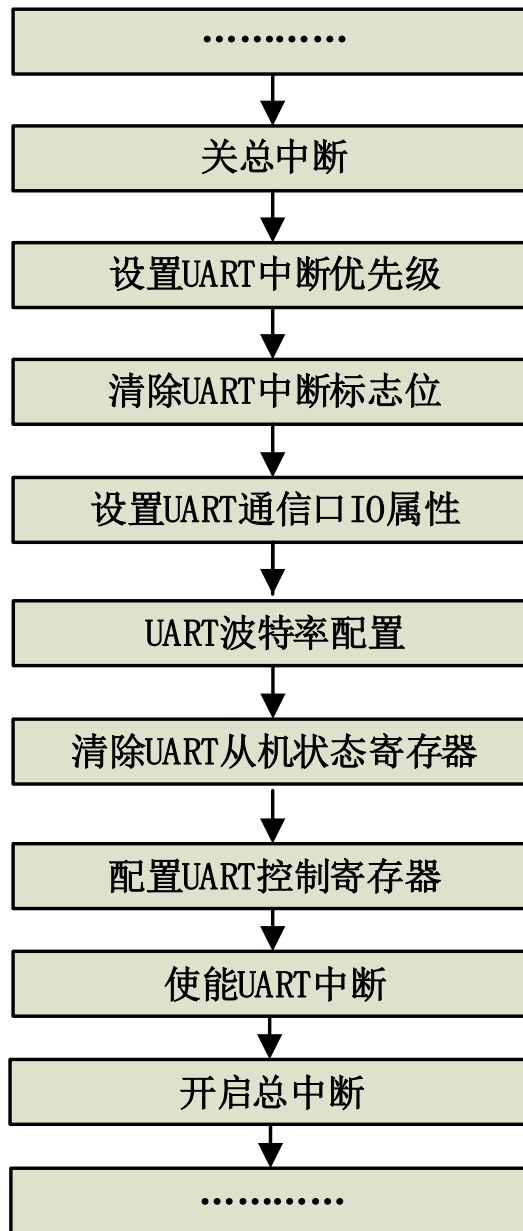 …………
关总中断
设置UART中断优先级
清除UART中断标志位
设置UART通信口IO属性
UART波特率配置
清除UART从机状态寄存器
配置UART控制寄存器
使能UART中断
开启总中断
…………